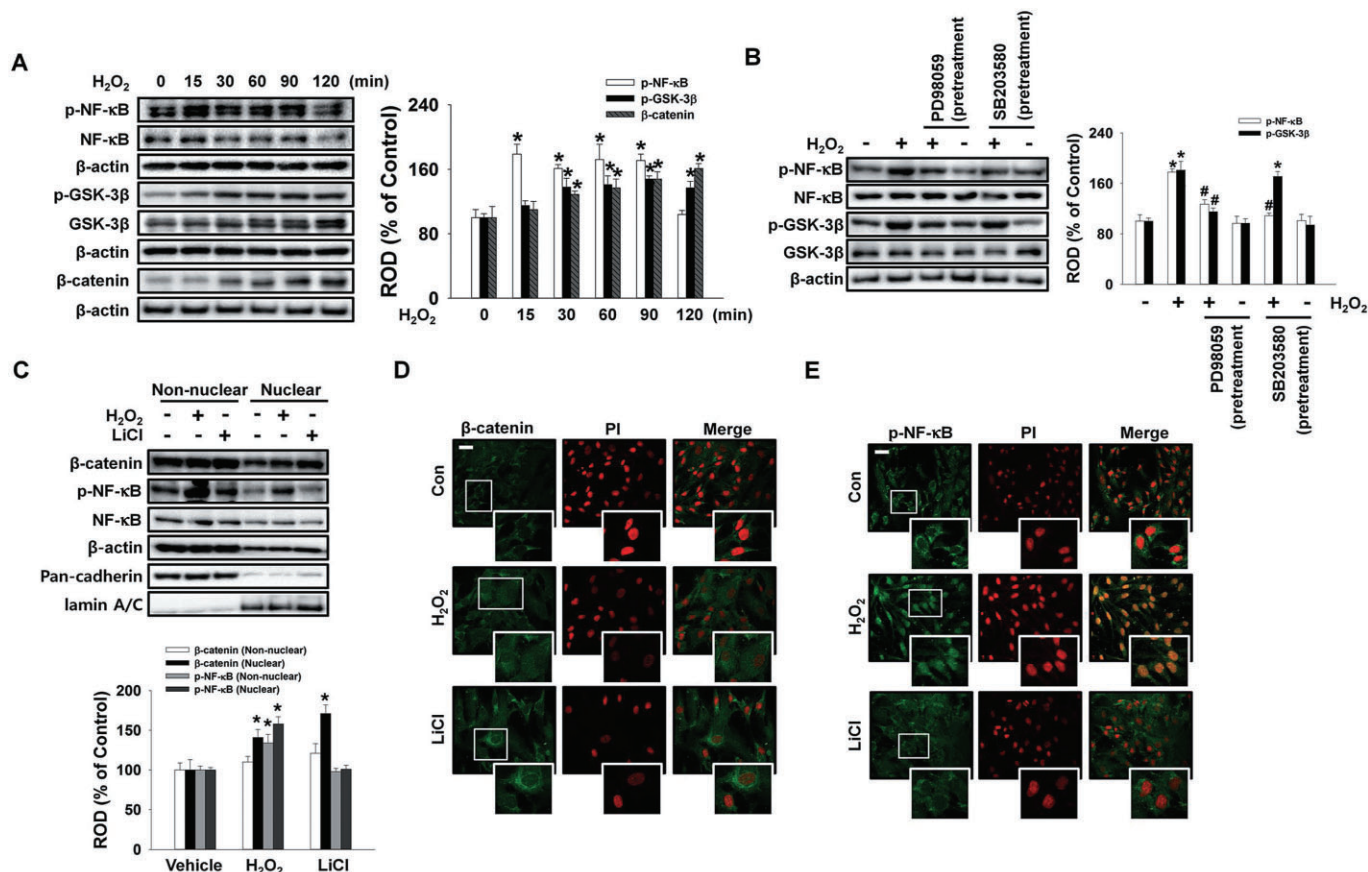 A
H₂O₂ 0 15 30 60 90 120 (min)
p-NF-κB
NF-κB
β-actin
p-GSK-3β
GSK-3β
β-actin
β-catenin
β-actin
p-NF-κB
p-GSK-3β
β-catenin
ROD (% of Control)
240
160
80
0
* * * * * * * * * * * *
H₂O₂ 0 15 30 60 90 120 (min)
B
PD98059
(pretreatment)
SB203580
(pretreatment)
H₂O₂ - + + - + -
p-NF-κB
NF-κB
p-GSK-3β
GSK-3β
β-actin
p-NF-κB
p-GSK-3β
ROD (% of Control)
240
160
80
0
* * # # # *
- + + - + - H₂O₂
PD98059
(pretreatment)
SB203580
(pretreatment)
C
Non-nuclear Nuclear
H₂O₂ - + - - + -
LiCl - - + - - +
β-catenin
p-NF-κB
NF-κB
β-actin
Pan-cadherin
lamin A/C
β-catenin (Non-nuclear)
β-catenin (Nuclear)
p-NF-κB (Non-nuclear)
p-NF-κB (Nuclear)
ROD (% of Control)
200
150
100
50
0
* * * *
Vehicle H₂O₂ LiCl
D
β-catenin PI Merge
Con
H₂O₂
LiCl
E
p-NF-κB PI Merge
Con
H₂O₂
LiCl